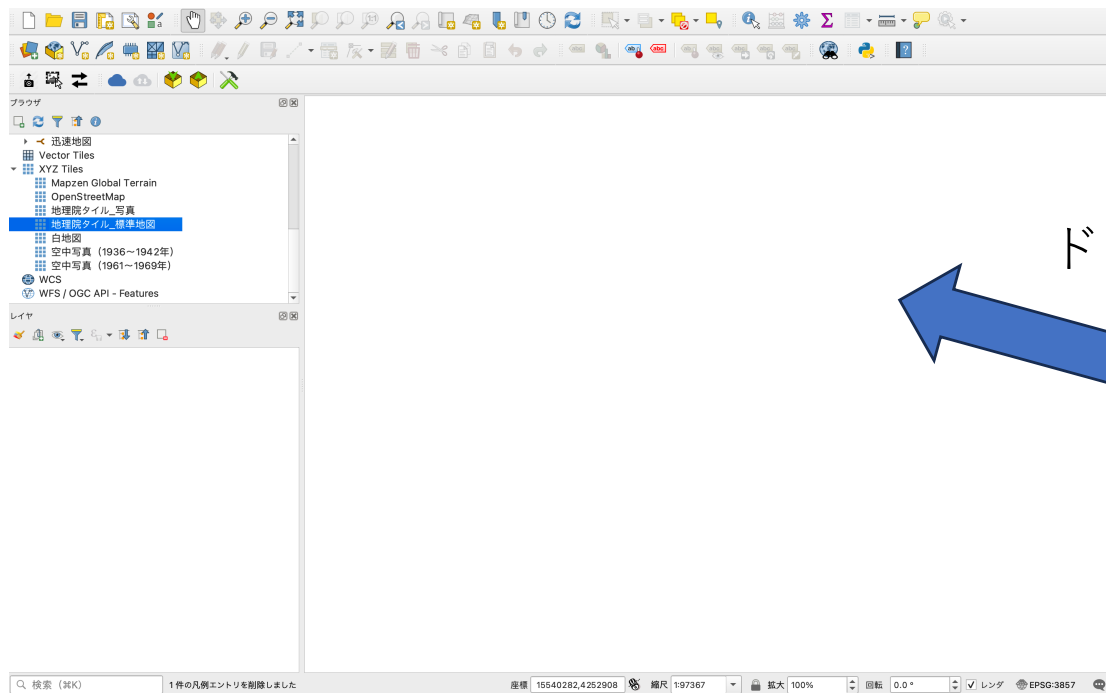 ブラウザ
迅速地図
Vector Tiles
XYZ Tiles
Mapzen Global Terrain
OpenStreetMap
地理院タイル_写真
地理院タイル_標準地図
白地図
空中写真（1936～1942年）
空中写真（1961～1969年）
WCS
WFS / OGC API - Features
レイヤ
ド
検索（⌘K） 1件の凡例エントリを削除しました 座標 15540282,4252908 縮尺 1:97367 拡大 100% 回転 0.0 ° レンダ EPSG:3857